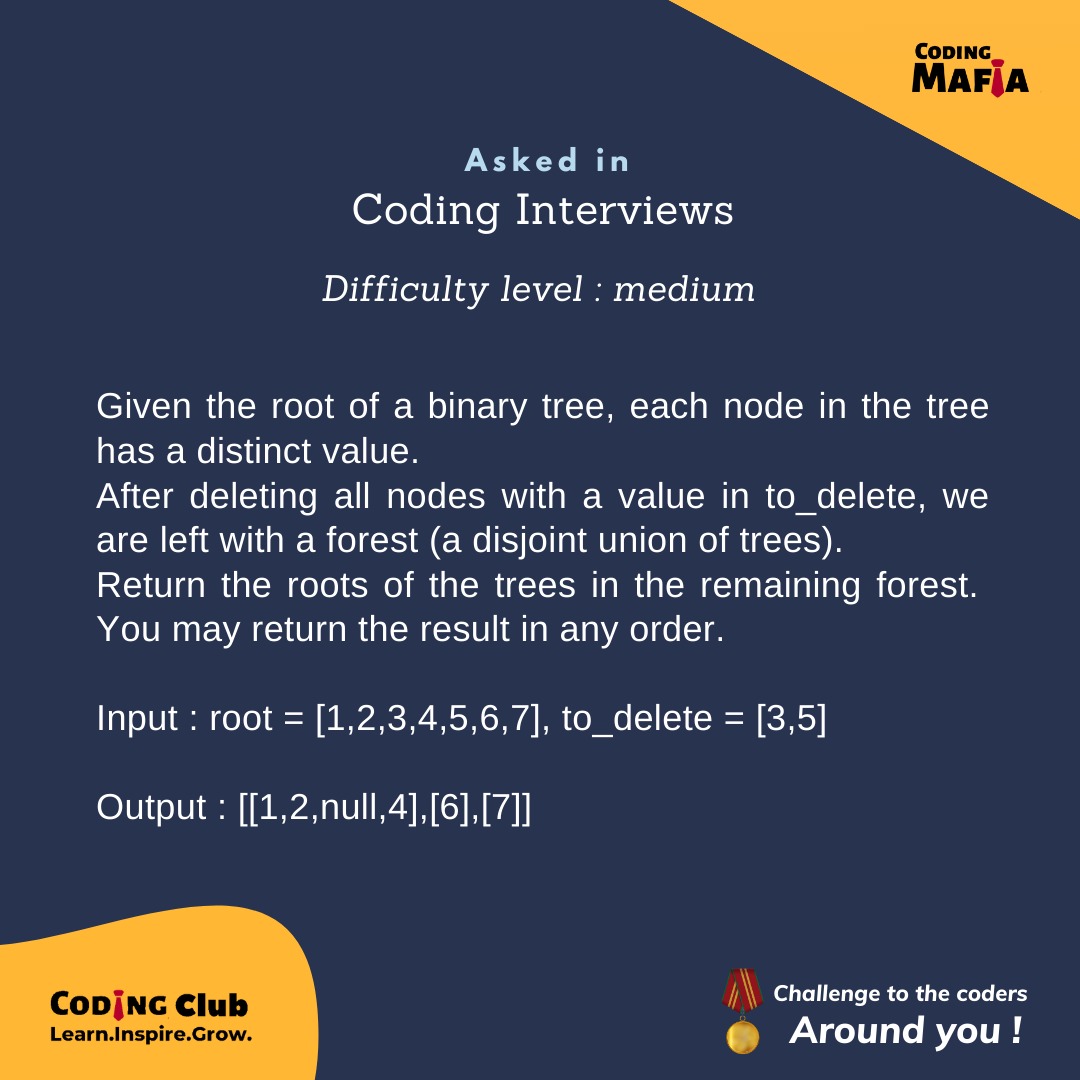 CODING
MAFIA
Asked in
Coding Interviews
Difficulty level : medium
Given the root of a binary tree, each node in the tree
has a distinct value.
After deleting all nodes with a value in to_delete, we
are left with a forest (a disjoint union of trees).
Return the roots of the trees in the remaining forest.
You may return the result in any order.
Input : root = [1,2,3,4,5,6,7], to_delete = [3,5]
Output : [[1,2,null,4],[6],[7]]
CODING Club
Learn.Inspire.Grow.
Challenge to the coders
Around you !